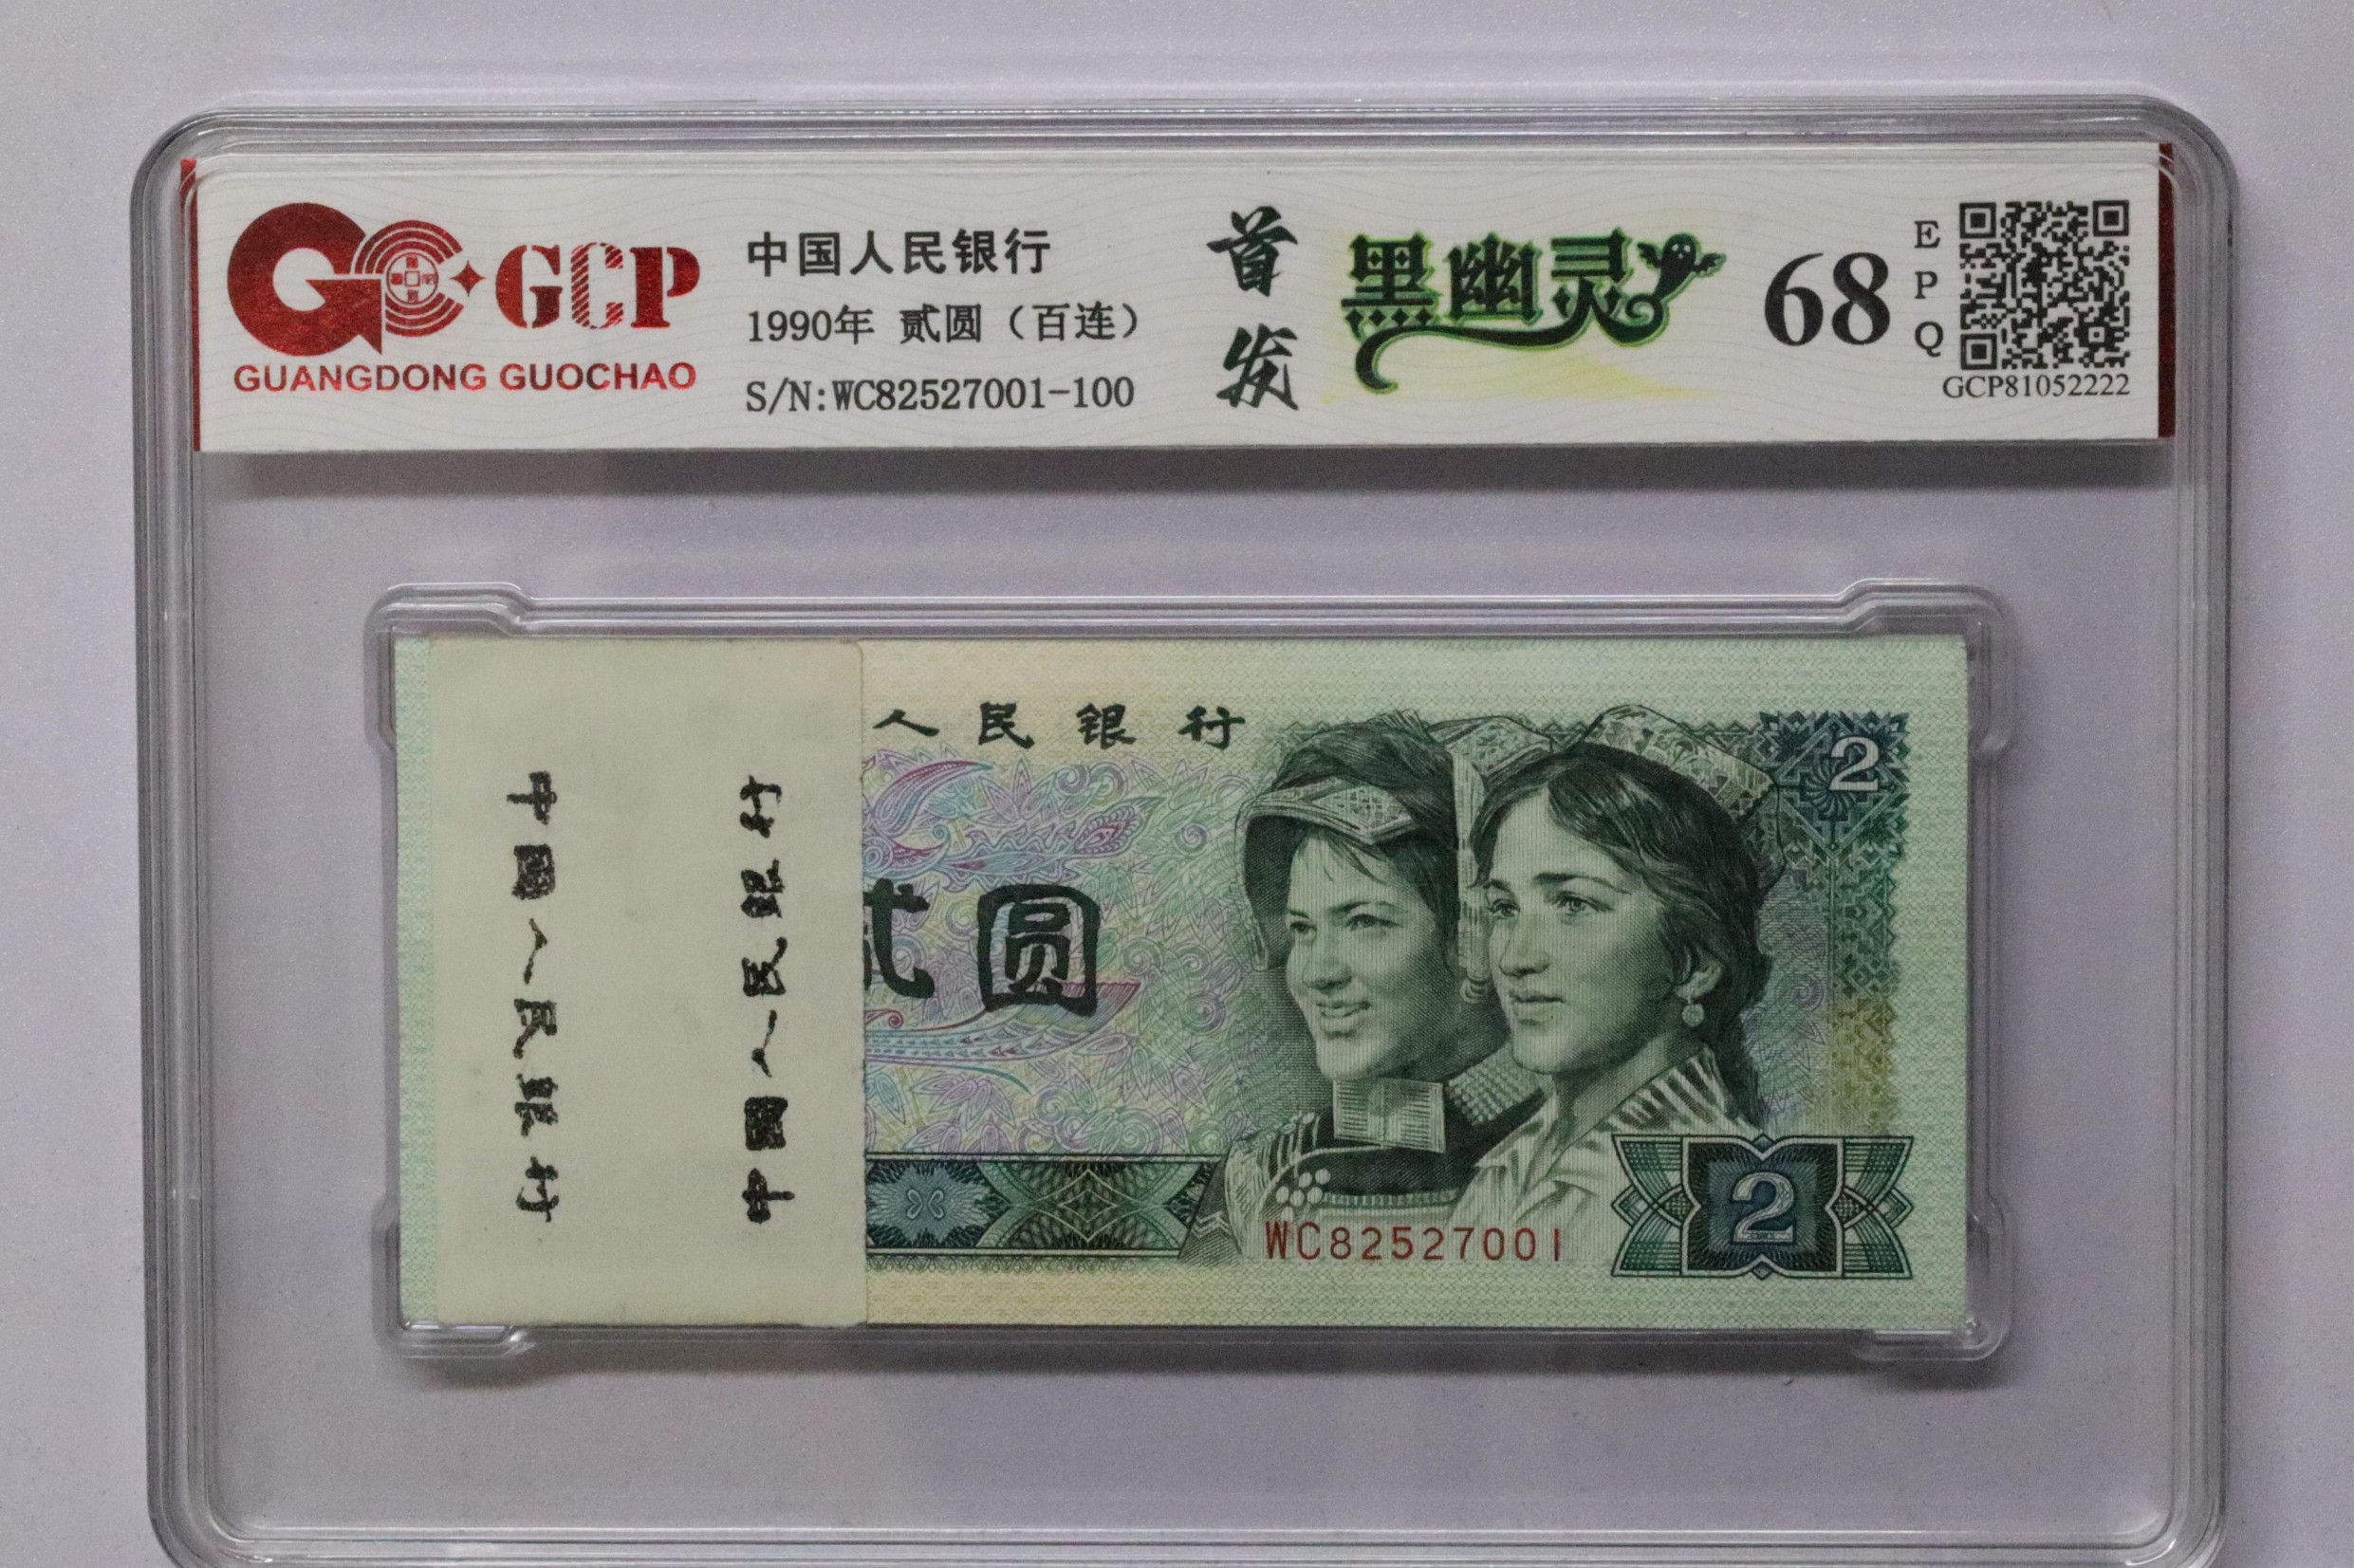 GCP
GUANGDONG GUOCHAO
中国人民银行
1990年 贰圆（百连）
S/N:WC82527001-100
首发
黑幽灵
68
EPQ
GCP81052222
人民银行
2
中國人民银行
中國人民银行
贰圆
WC82527001
2